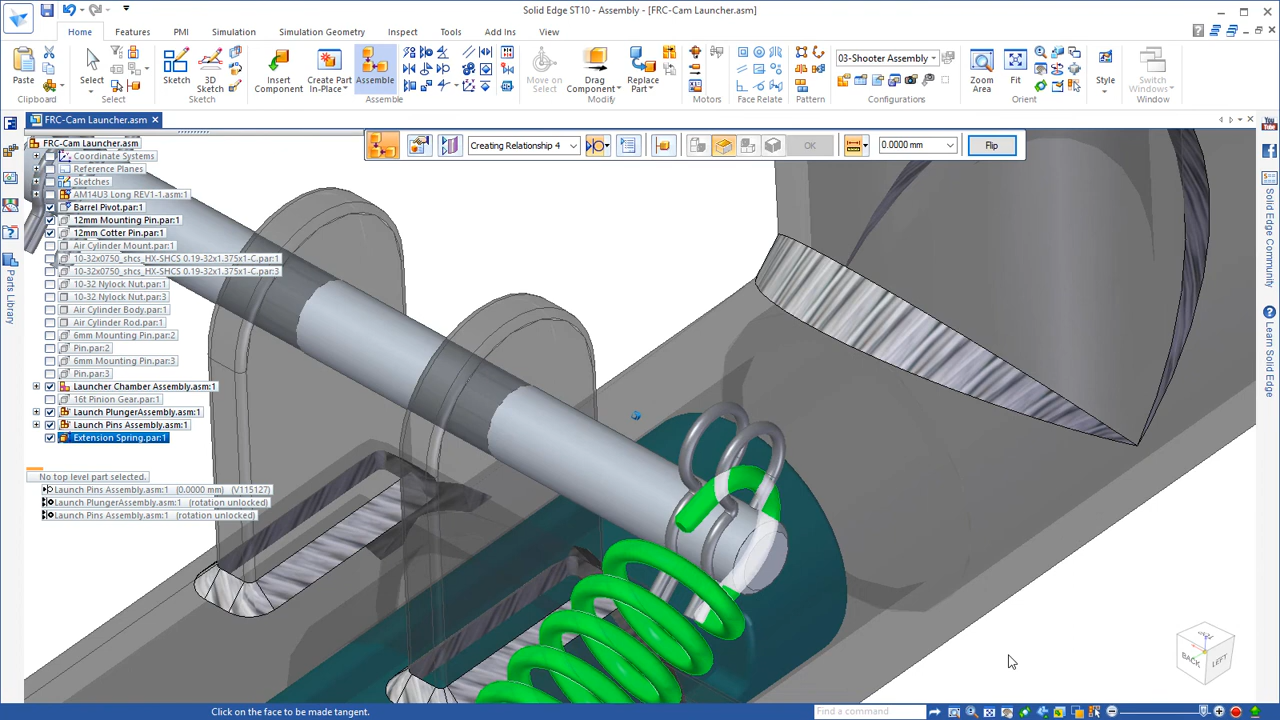 Solid Edge ST10 - Assembly - [FRC-Cam Launcher.asm]
Home Features PMI Simulation Simulation Geometry Inspect Tools Add Ins View
Paste
Clipboard
Select
Select
Sketch
3D Sketch
Sketch
Insert Component
Create Part In-Place
Assemble
Assemble
Move on Select
Drag Component
Replace Part
Modify
Motors
Face Relate
Pattern
03-Shooter Assembly
Configurations
Zoom Area
Fit
Orient
Style
Switch Windows
Window
FRC-Cam Launcher.asm
Creating Relationship 4
OK
0.0000 mm
Flip
FRC-Cam Launcher.asm
Coordinate Systems
Reference Planes
Sketches
AM14U3 Long REV1-1.asm:1
Barrel Pivot.par:1
12mm Mounting Pin.par:1
12mm Cotter Pin.par:1
Air Cylinder Mount.par:1
10-32x0750_shcs_HX-SHCS 0.19-32x1.375x1-C.par:1
10-32x0750_shcs_HX-SHCS 0.19-32x1.375x1-C.par:3
10-32 Nylock Nut.par:1
10-32 Nylock Nut.par:3
Air Cylinder Body.par:1
Air Cylinder Rod.par:1
6mm Mounting Pin.par:2
Pin.par:2
6mm Mounting Pin.par:3
Pin.par:3
Launcher Chamber Assembly.asm:1
16t Pinion Gear.par:1
Launch PlungerAssembly.asm:1
Launch Pins Assembly.asm:1
Extension Spring.par:1
No top level part selected.
Launch Pins Assembly.asm:1 (0.0000 mm) (V115127)
Launch PlungerAssembly.asm:1 (rotation unlocked)
Launch Pins Assembly.asm:1 (rotation unlocked)
Parts Library
Solid Edge Community
Learn Solid Edge
BACK
LEFT
Click on the face to be made tangent.
Find a command